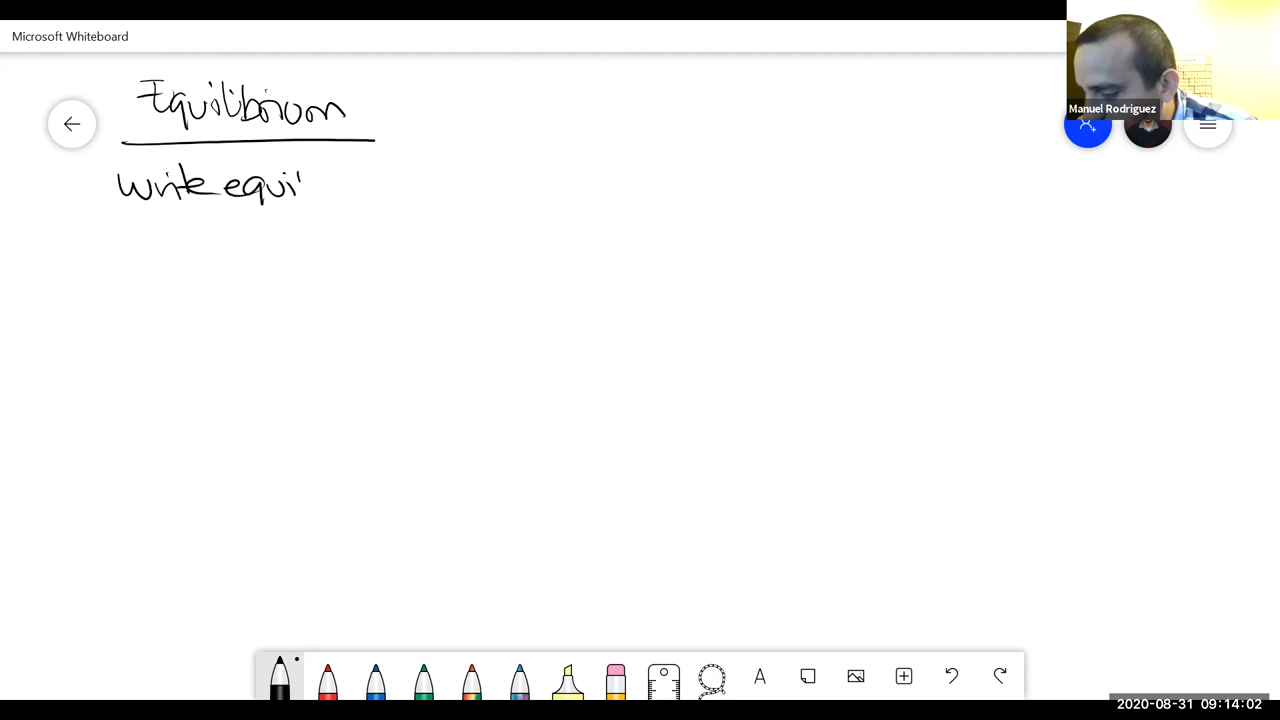 Microsoft Whiteboard
Manuel Rodriguez
Equilibrium
write equi
2020-08-31 09:14:02